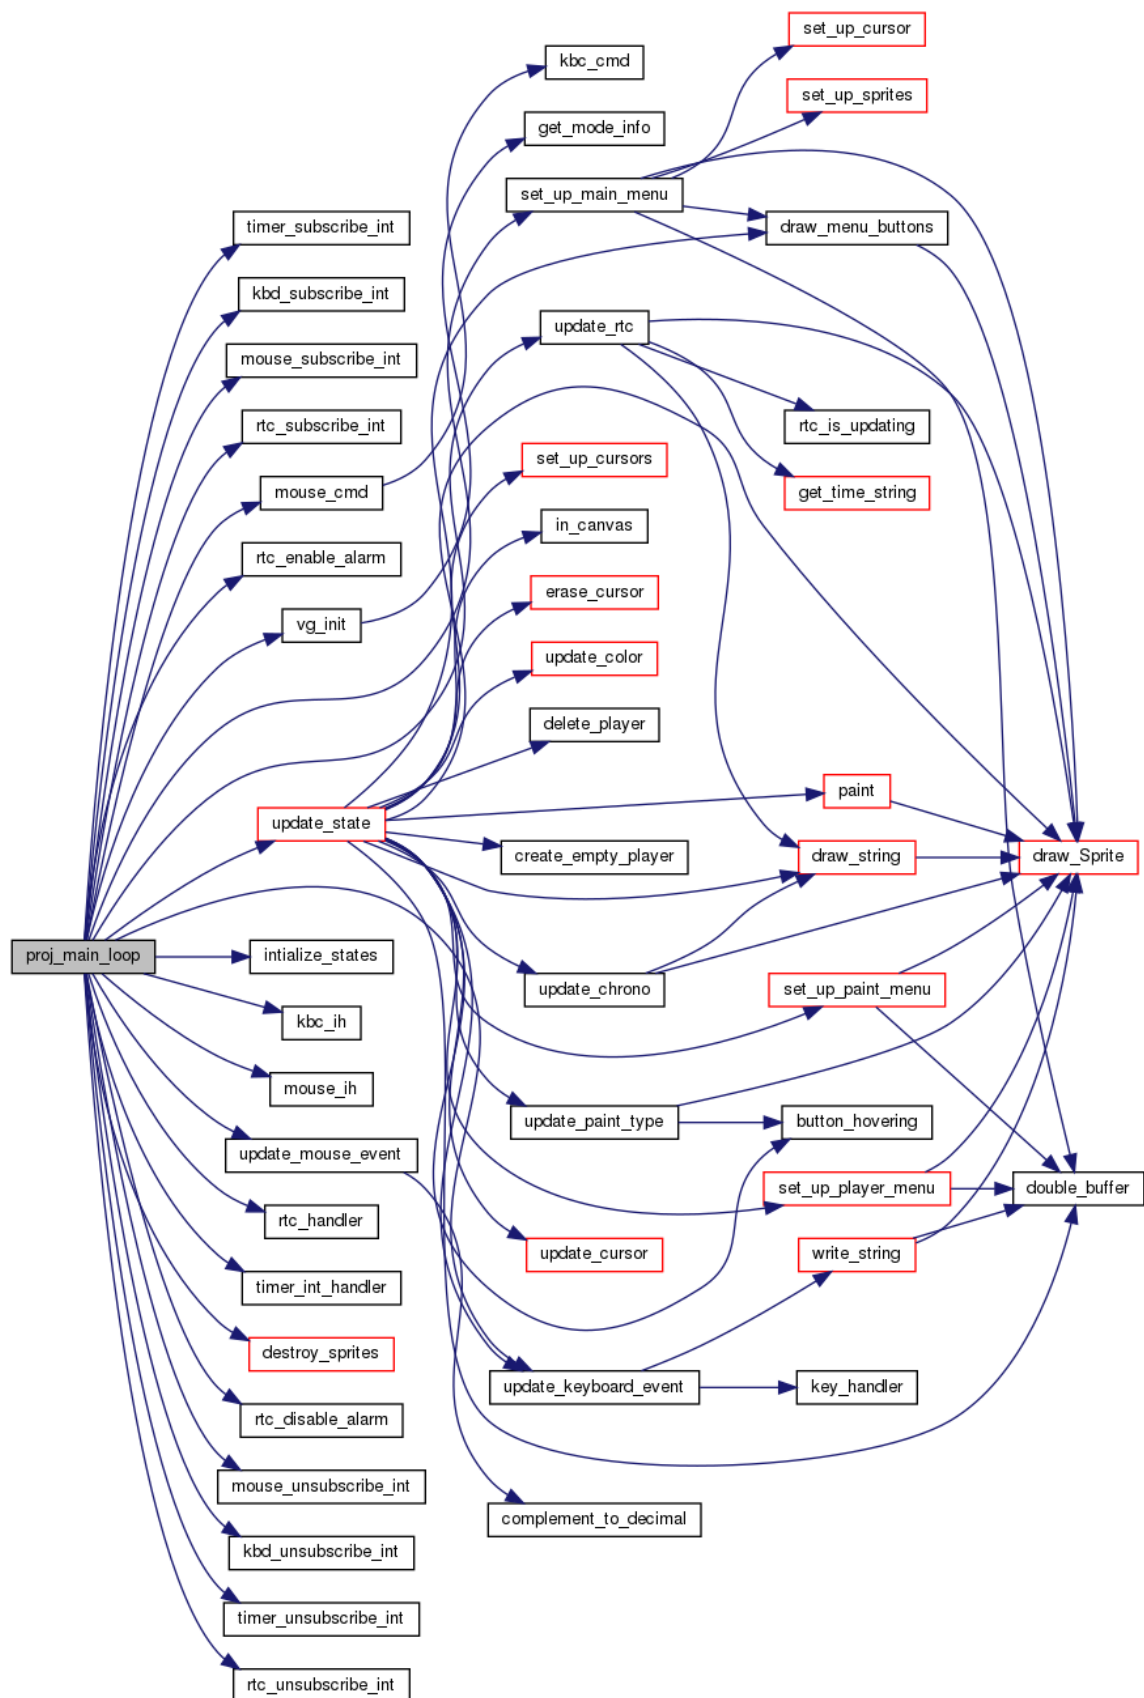 set_up_cursor
kbc_cmd
set_up_sprites
get_mode_info
set_up_main_menu
timer_subscribe_int
draw_menu_buttons
kbd_subscribe_int
update_rtc
mouse_subscribe_int
rtc_subscribe_int
rtc_is_updating
set_up_cursors
mouse_cmd
get_time_string
in_canvas
rtc_enable_alarm
erase_cursor
vg_init
update_color
delete_player
paint
update_state
create_empty_player
draw_string
draw_Sprite
proj_main_loop
intialize_states
update_chrono
set_up_paint_menu
kbc_ih
mouse_ih
update_paint_type
button_hovering
update_mouse_event
set_up_player_menu
double_buffer
rtc_handler
update_cursor
write_string
timer_int_handler
destroy_sprites
update_keyboard_event
key_handler
rtc_disable_alarm
mouse_unsubscribe_int
complement_to_decimal
kbd_unsubscribe_int
timer_unsubscribe_int
rtc_unsubscribe_int